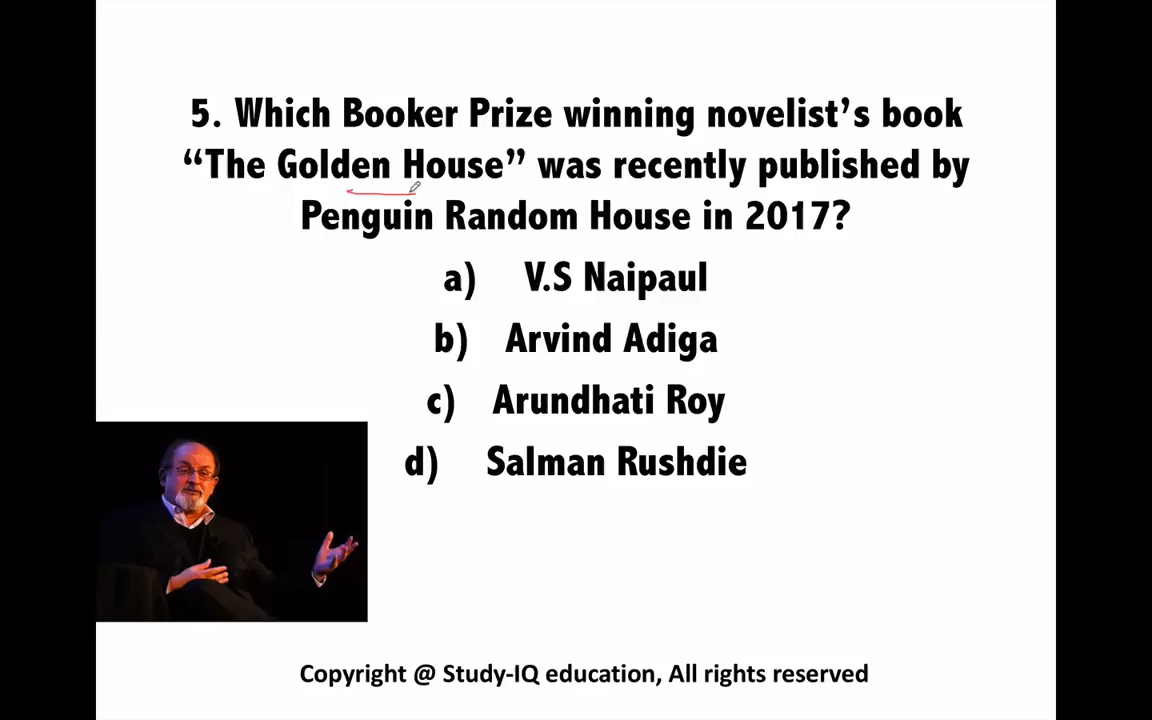 5. Which Booker Prize winning novelist’s book
“The Golden House” was recently published by
Penguin Random House in 2017?
a) V.S Naipaul
b) Arvind Adiga
c) Arundhati Roy
d) Salman Rushdie
Copyright @ Study-IQ education, All rights reserved